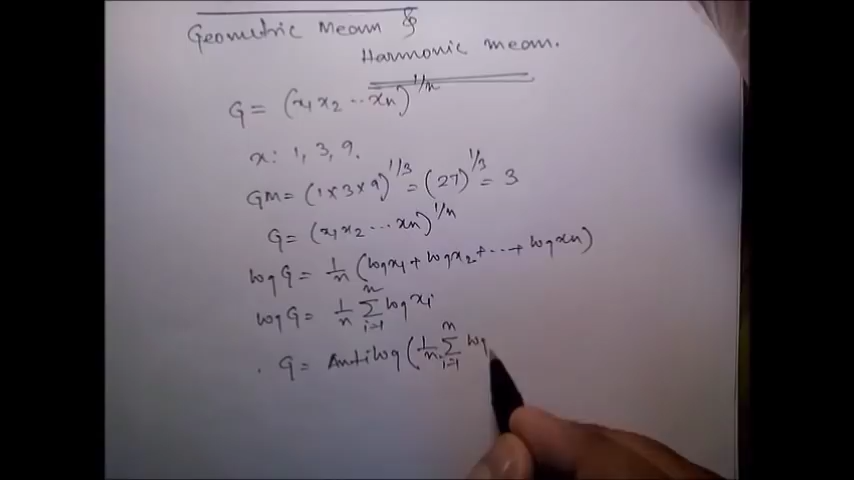 Geometric Mean &
Harmonic mean.
G = (x₁ x₂ ... xₙ)^1/n
x: 1, 3, 9.
GM = (1 × 3 × 9)^1/3 = (27)^1/3 = 3
G = (x₁ x₂ ... xₙ)^1/n
log G = 1/n (log x₁ + log x₂ + ... + log xₙ)
log G = 1/n Σ_{i=1}^{n} log xᵢ
. G = Antilog (1/n Σ_{i=1}^{n} log